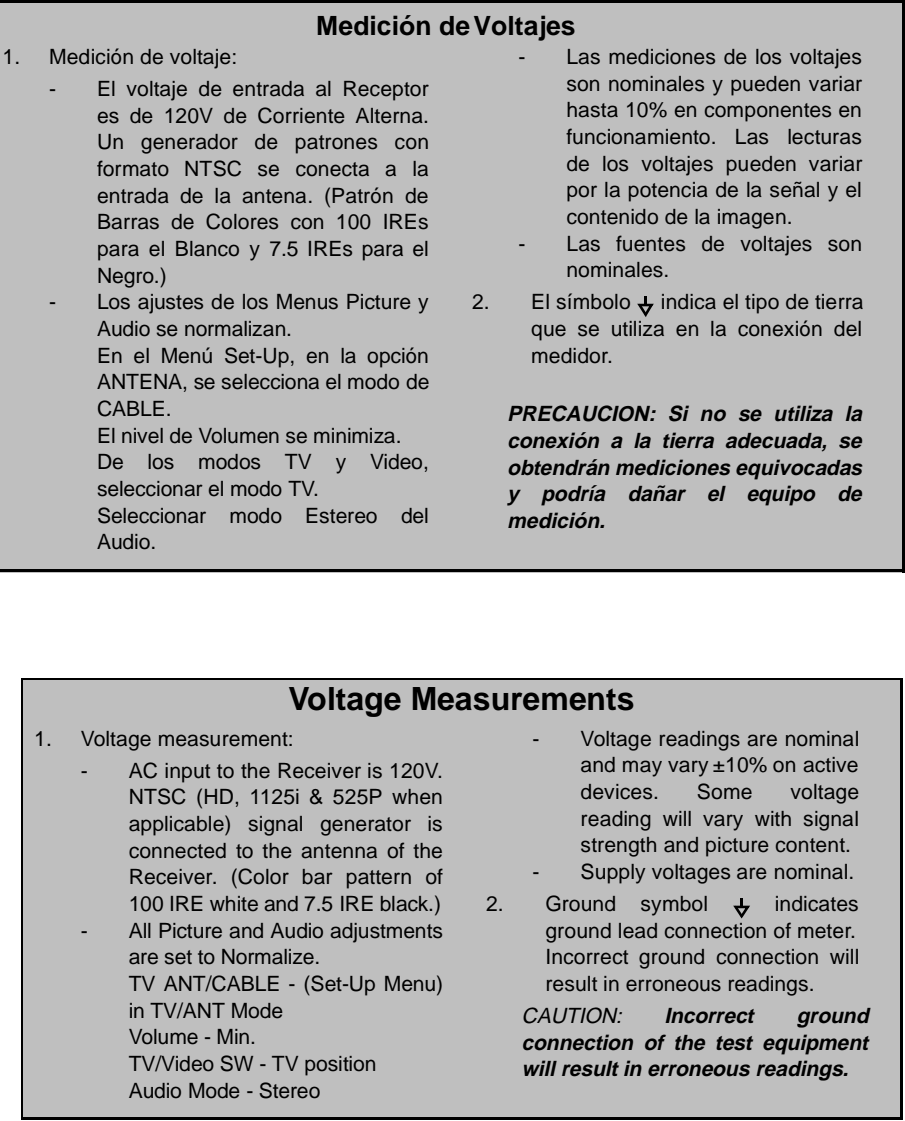 Medición de Voltajes
1. Medición de voltaje:
- El voltaje de entrada al Receptor
es de 120V de Corriente Alterna.
Un generador de patrones con
formato NTSC se conecta a la
entrada de la antena. (Patrón de
Barras de Colores con 100 IREs
para el Blanco y 7.5 IREs para el
Negro.)
- Los ajustes de los Menus Picture y
Audio se normalizan.
En el Menú Set-Up, en la opción
ANTENA, se selecciona el modo de
CABLE.
El nivel de Volumen se minimiza.
De los modos TV y Video,
seleccionar el modo TV.
Seleccionar modo Estereo del
Audio.
- Las mediciones de los voltajes
son nominales y pueden variar
hasta 10% en componentes en
funcionamiento. Las lecturas
de los voltajes pueden variar
por la potencia de la señal y el
contenido de la imagen.
- Las fuentes de voltajes son
nominales.
2. El símbolo indica el tipo de tierra
que se utiliza en la conexión del
medidor.
PRECAUCION: Si no se utiliza la
conexión a la tierra adecuada, se
obtendrán mediciones equivocadas
y podría dañar el equipo de
medición.
Voltage Measurements
1. Voltage measurement:
- AC input to the Receiver is 120V.
NTSC (HD, 1125i & 525P when
applicable) signal generator is
connected to the antenna of the
Receiver. (Color bar pattern of
100 IRE white and 7.5 IRE black.)
- All Picture and Audio adjustments
are set to Normalize.
TV ANT/CABLE - (Set-Up Menu)
in TV/ANT Mode
Volume - Min.
TV/Video SW - TV position
Audio Mode - Stereo
- Voltage readings are nominal
and may vary ±10% on active
devices. Some voltage
reading will vary with signal
strength and picture content.
- Supply voltages are nominal.
2. Ground symbol indicates
ground lead connection of meter.
Incorrect ground connection will
result in erroneous readings.
CAUTION: Incorrect ground
connection of the test equipment
will result in erroneous readings.